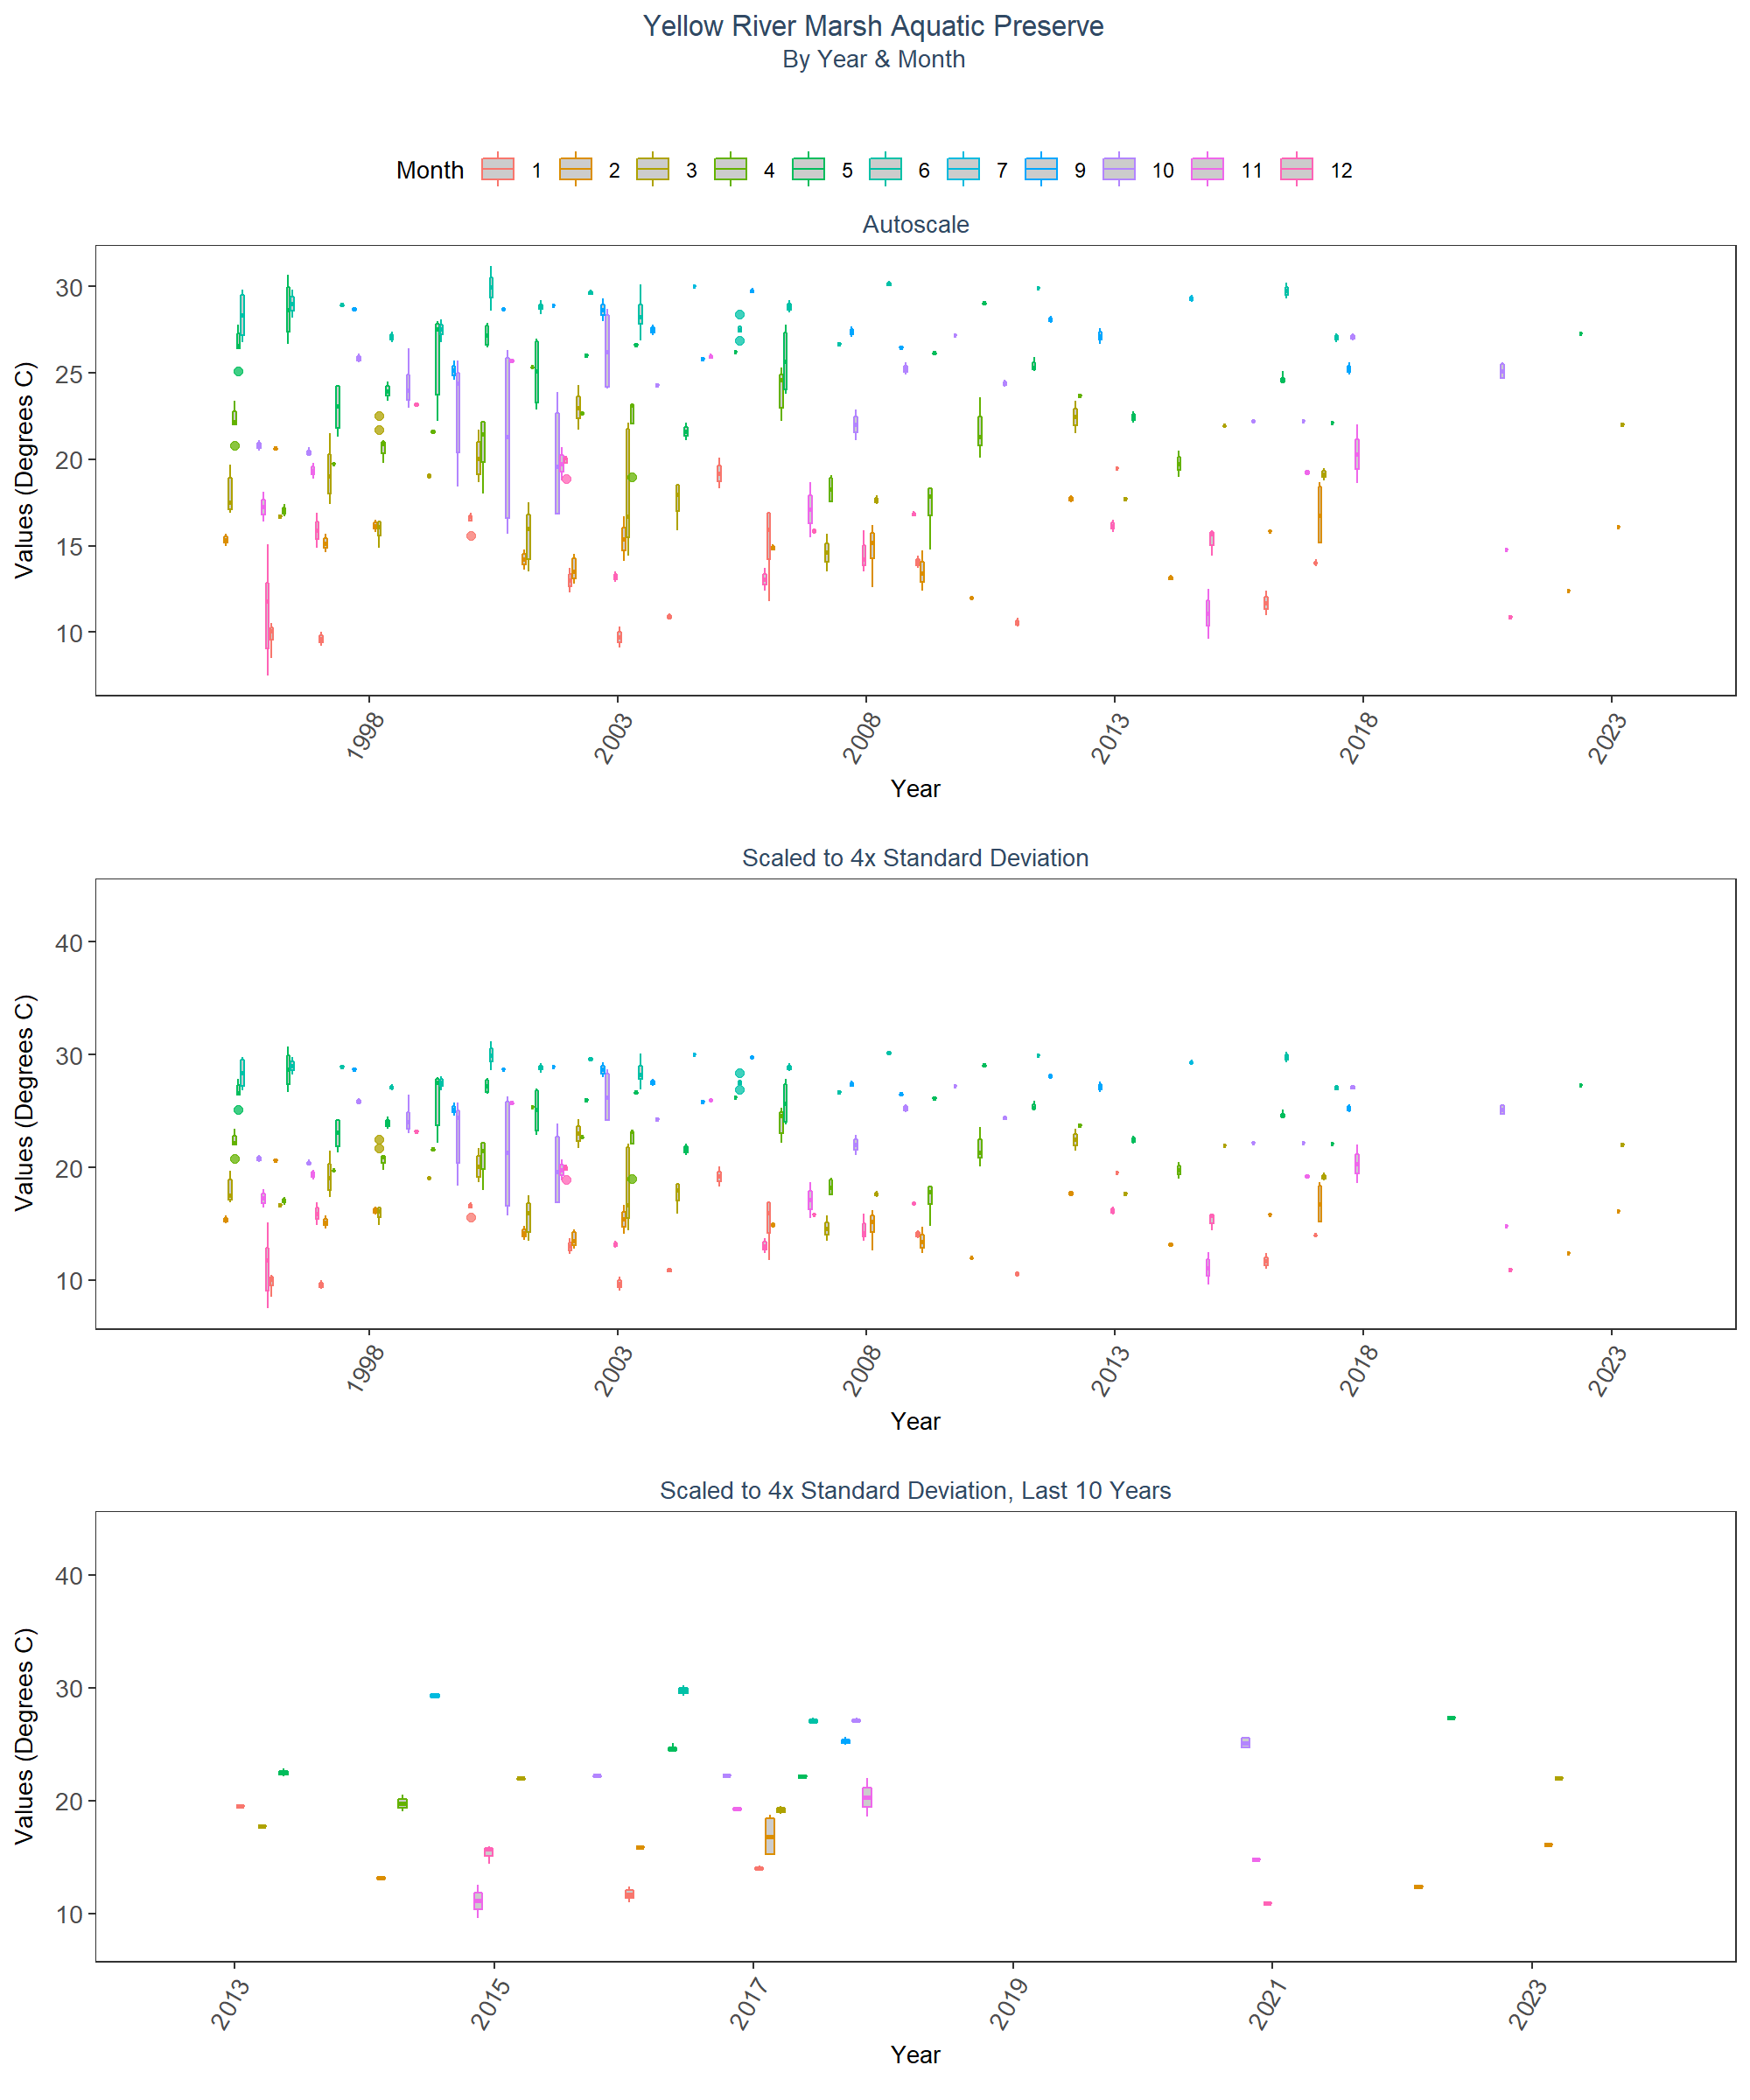 Yellow River Marsh Aquatic Preserve
By Year & Month
Month 1 2 3 4 5 6 7 9 10 11 12
Autoscale
Values (Degrees C)
30
25
20
15
10
1998 2003 2008 2013 2018 2023
Year
Scaled to 4x Standard Deviation
Values (Degrees C)
40
30
20
10
1998 2003 2008 2013 2018 2023
Year
Scaled to 4x Standard Deviation, Last 10 Years
Values (Degrees C)
40
30
20
10
2013 2015 2017 2019 2021 2023
Year